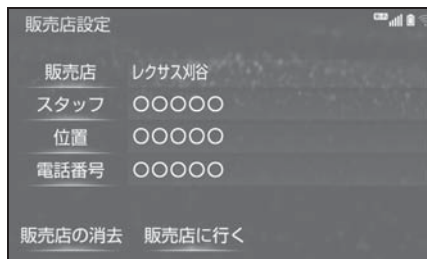 販売店設定
販売店 レクサス刈谷
スタッフ ○○○○○
位置 ○○○○○
電話番号 ○○○○○
販売店の消去 販売店に行く